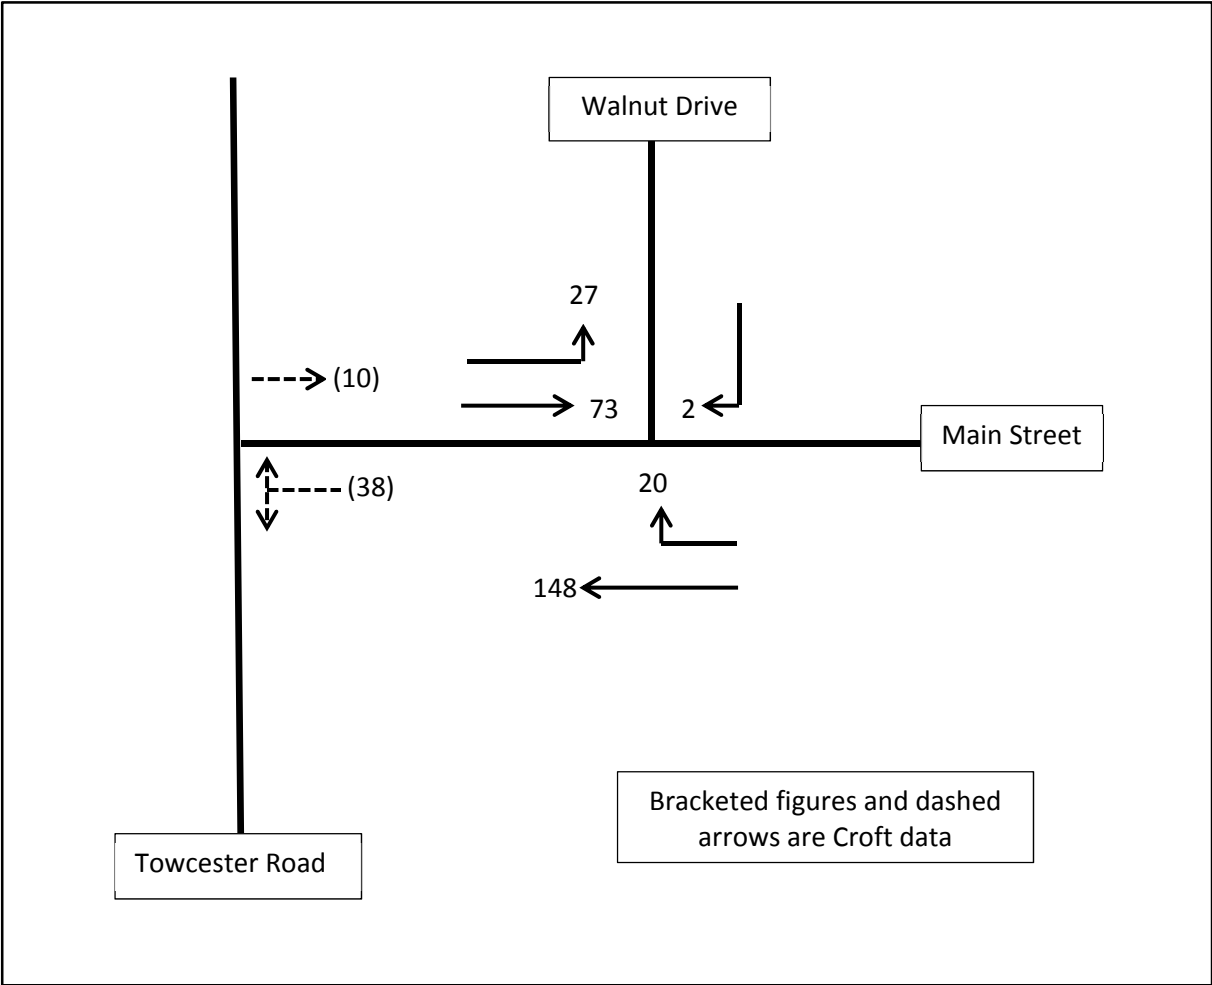 Walnut Drive
27
(10)
73
2
Main Street
(38)
20
148
Bracketed figures and dashed
arrows are Croft data
Towcester Road